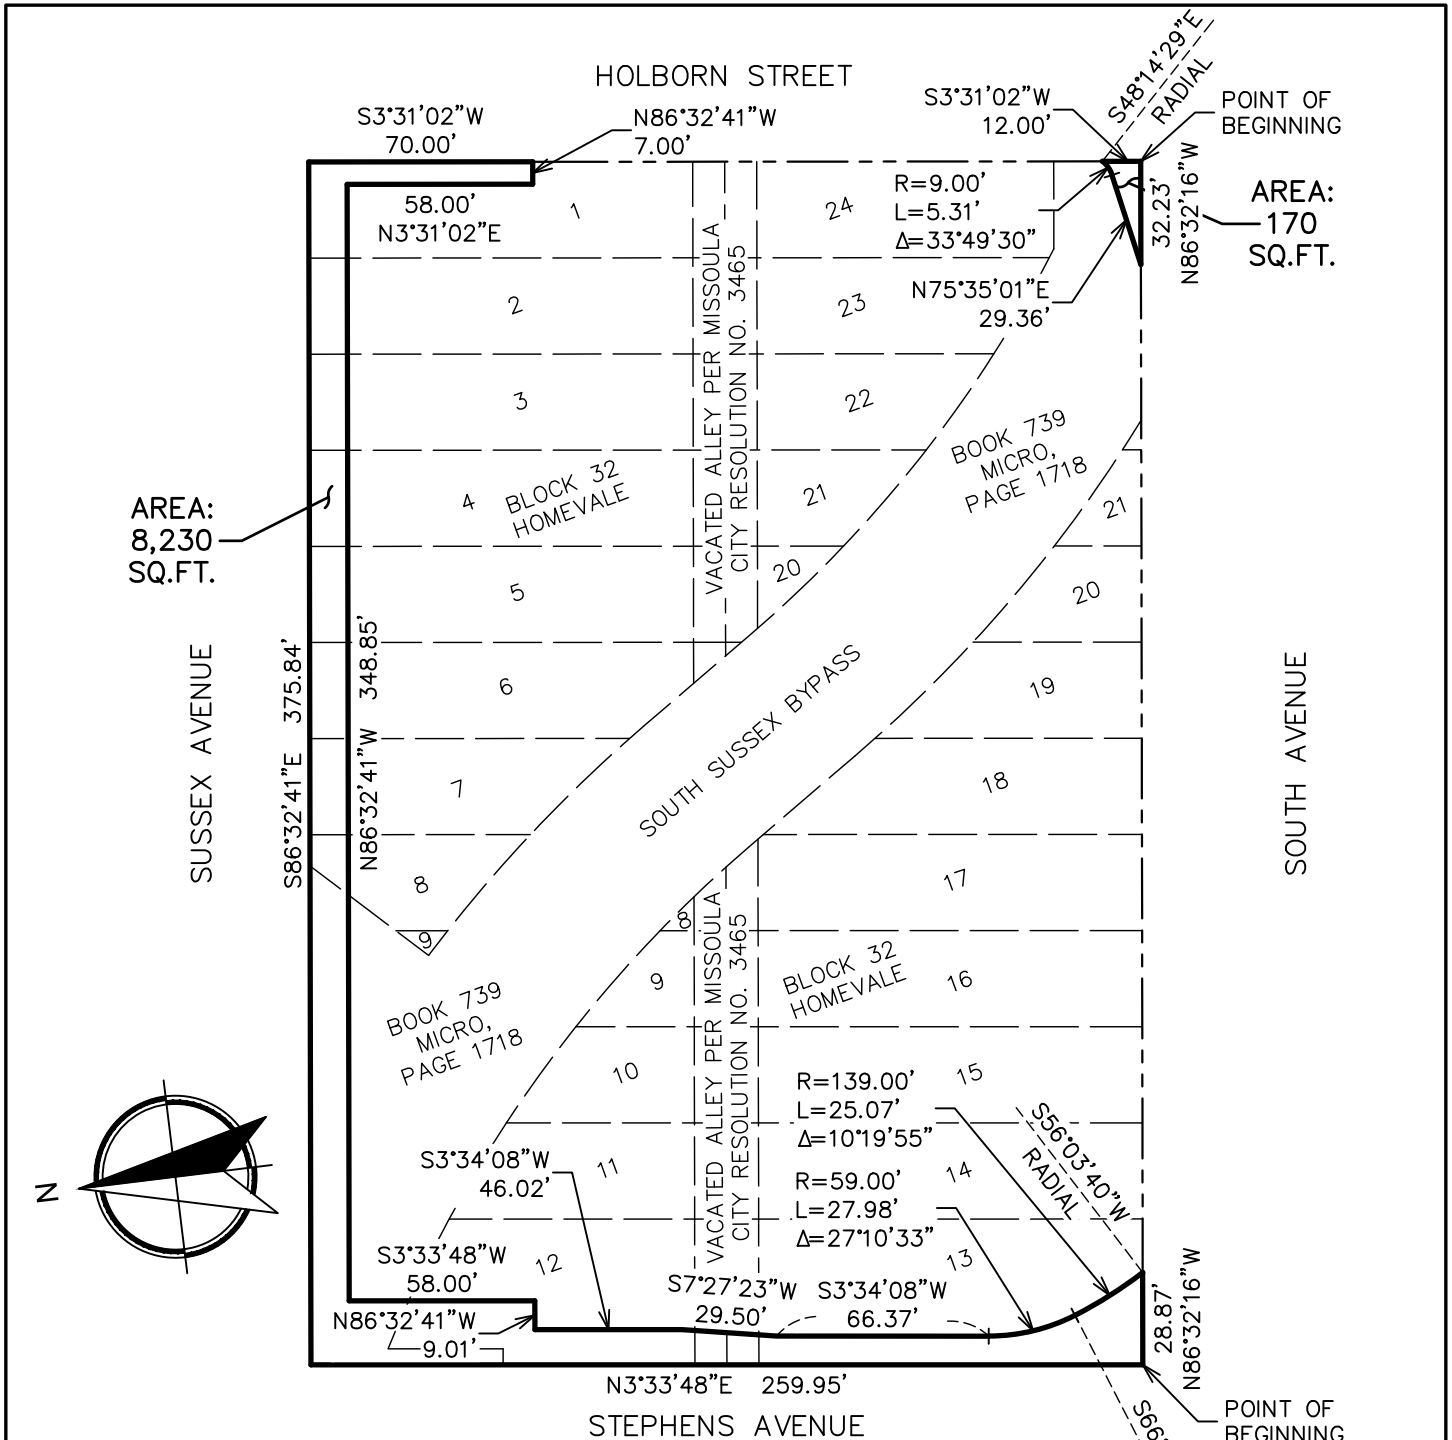 HOLBORN STREET
S3°31'02"W
70.00'
N86°32'41"W
7.00'
S3°31'02"W
12.00'
S48°14'29"E
RADIAL
POINT OF
BEGINNING
58.00'
N3°31'02"E
R=9.00'
L=5.31'
Δ=33°49'30"
32.23'
N86°32'16"W
AREA:
170
SQ.FT.
N75°35'01"E
29.36'
1
24
2
23
3
22
4
21
5
20
6
7
8
9
VACATED ALLEY PER MISSOULA
CITY RESOLUTION NO. 3465
BLOCK 32
HOMEVALE
BOOK 739
MICRO,
PAGE 1718
21
20
19
18
17
16
15
14
13
AREA:
8,230
SQ.FT.
SUSSEX AVENUE
S86°32'41"E 375.84'
N86°32'41"W 348.85'
SOUTH SUSSEX BYPASS
SOUTH AVENUE
8
9
10
11
12
VACATED ALLEY PER MISSOULA
CITY RESOLUTION NO. 3465
BLOCK 32
HOMEVALE
BOOK 739
MICRO,
PAGE 1718
R=139.00'
L=25.07'
Δ=10°19'55"
R=59.00'
L=27.98'
Δ=27°10'33"
S56°03'40"W
RADIAL
N
S3°34'08"W
46.02'
S3°33'48"W
58.00'
N86°32'41"W
9.01'
S7°27'23"W
29.50'
S3°34'08"W
66.37'
28.87'
N86°32'16"W
N3°33'48"E 259.95'
STEPHENS AVENUE
POINT OF
BEGINNING
S66°